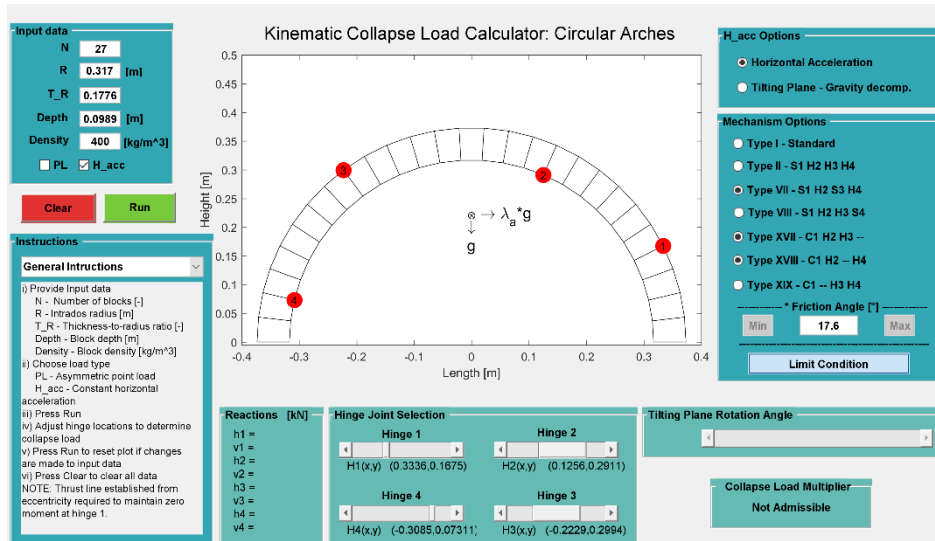 Kinematic Collapse Load Calculator: Circular Arches
Input data
N 27
R 0.317 [m]
T_R 0.1776
Depth 0.0989 [m]
Density 400 [kg/m^3]
PL H_acc
Clear Run
Instructions
General Intructions
i) Provide Input data
N - Number of blocks [-]
R - Intrados radius [m]
T_R - Thickness-to-radius ratio [-]
Depth - Block depth [m]
Density - Block density [kg/m^3]
ii) Choose load type
PL - Asymmetric point load
H_acc - Constant horizontal
acceleration
iii) Press Run
iv) Adjust hinge locations to determine
collapse load
v) Press Run to reset plot if changes
are made to input data
vi) Press Clear to clear all data
NOTE: Thrust line established from
eccentricity required to maintain zero
moment at hinge 1.
Height [m]
0.5
0.45
0.4
0.35
0.3
0.25
0.2
0.15
0.1
0.05
0
-0.4 -0.3 -0.2 -0.1 0 0.1 0.2 0.3 0.4
Length [m]
3
2
1
4
⊗ → λa*g
↓
g
H_acc Options
Horizontal Acceleration
Tilting Plane - Gravity decomp.
Mechanism Options
Type I - Standard
Type II - S1 H2 H3 H4
Type VII - S1 H2 S3 H4
Type VIII - S1 H2 H3 S4
Type XVII - C1 H2 H3 --
Type XVIII - C1 H2 -- H4
Type XIX - C1 -- H3 H4
---------- * Friction Angle [°] ----------
Min 17.6 Max
Limit Condition
Reactions [kN]
h1 =
v1 =
h2 =
v2 =
h3 =
v3 =
h4 =
v4 =
Hinge Joint Selection
Hinge 1 Hinge 2
H1(x,y) (0.3336,0.1675) H2(x,y) (0.1256,0.2911)
Hinge 4 Hinge 3
H4(x,y) (-0.3085,0.07311) H3(x,y) (-0.2229,0.2994)
Tilting Plane Rotation Angle
Collapse Load Multiplier
Not Admissible